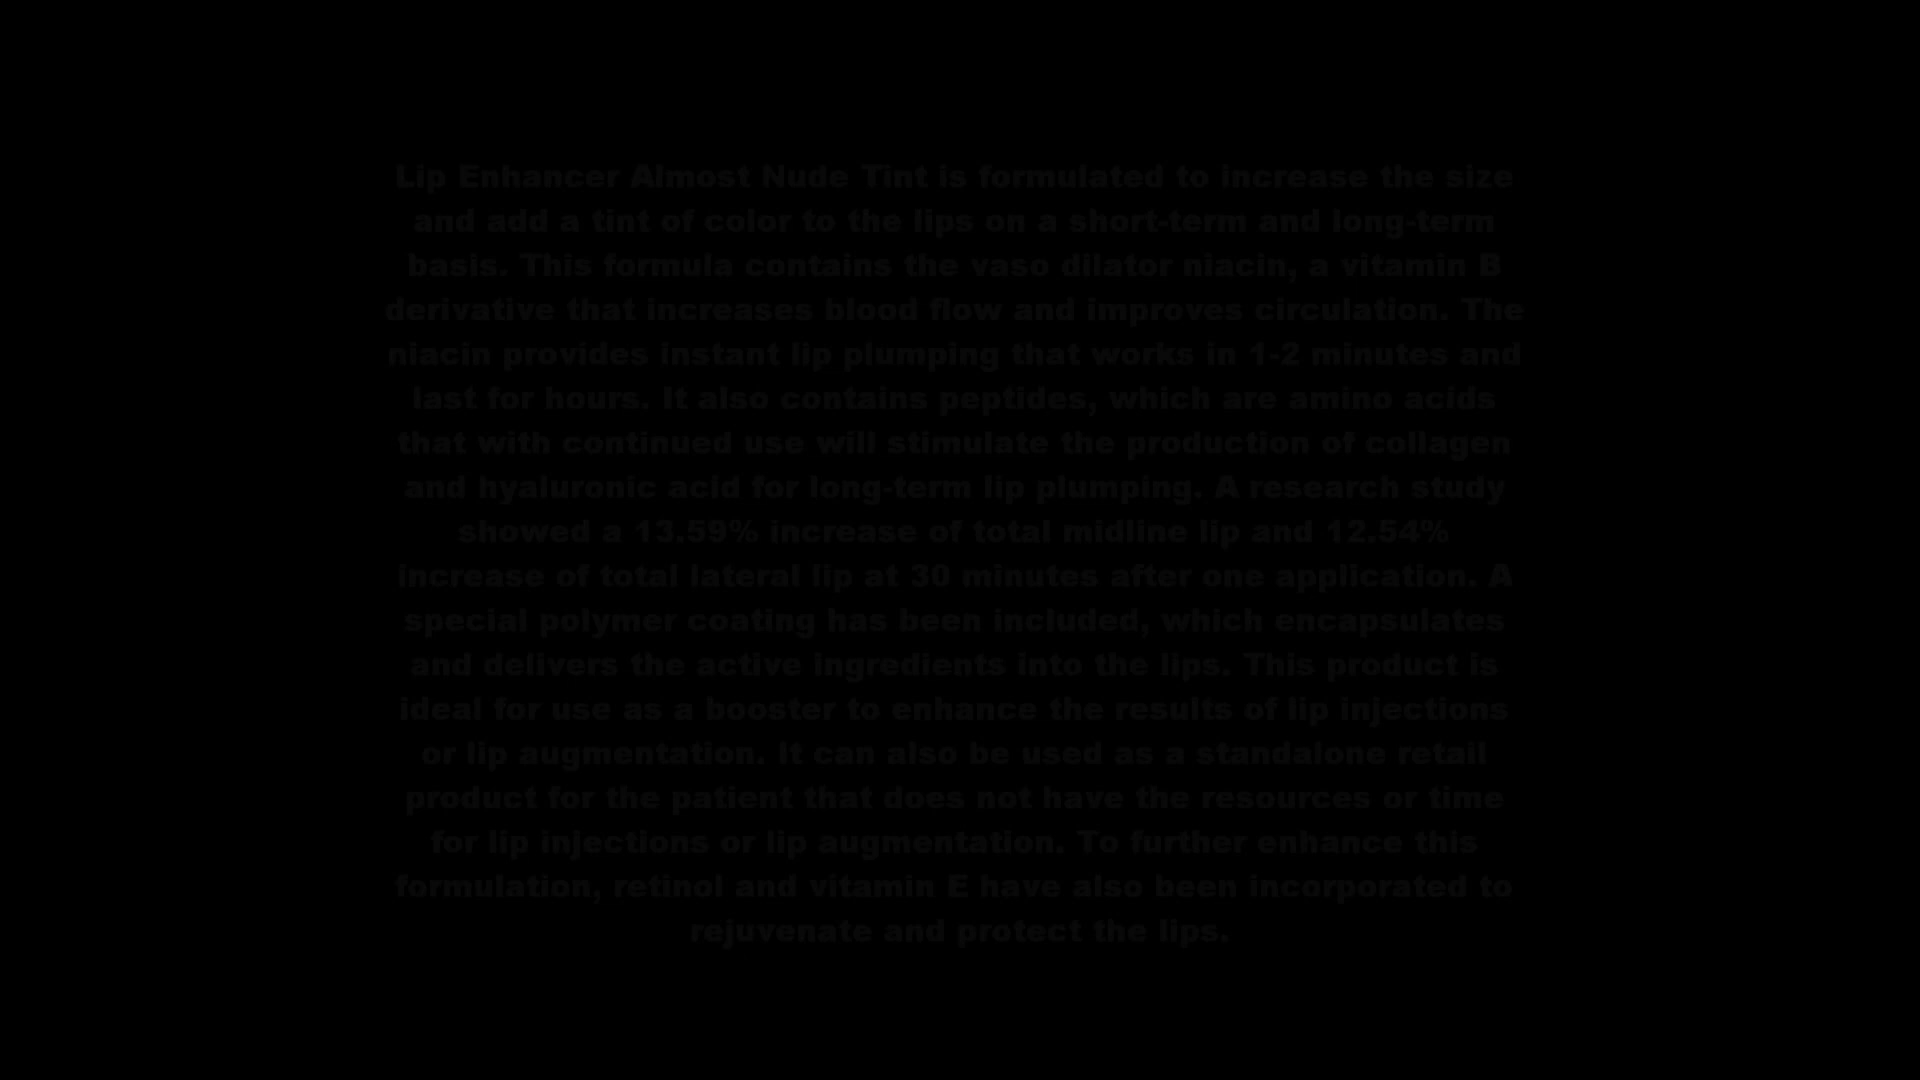 Lip Enhancer Almost Nude Tint is formulated to increase the size
and add a tint of color to the lips on a short-term and long-term
basis. This formula contains the vaso dilator niacin, a vitamin B
derivative that increases blood flow and improves circulation. The
niacin provides instant lip plumping that works in 1-2 minutes and
last for hours. It also contains peptides, which are amino acids
that with continued use will stimulate the production of collagen
and hyaluronic acid for long-term lip plumping. A research study
showed a 13.59% increase of total midline lip and 12.54%
increase of total lateral lip at 30 minutes after one application. A
special polymer coating has been included, which encapsulates
and delivers the active ingredients into the lips. This product is
ideal for use as a booster to enhance the results of lip injections
or lip augmentation. It can also be used as a standalone retail
product for the patient that does not have the resources or time
for lip injections or lip augmentation. To further enhance this
formulation, retinol and vitamin E have also been incorporated to
rejuvenate and protect the lips.